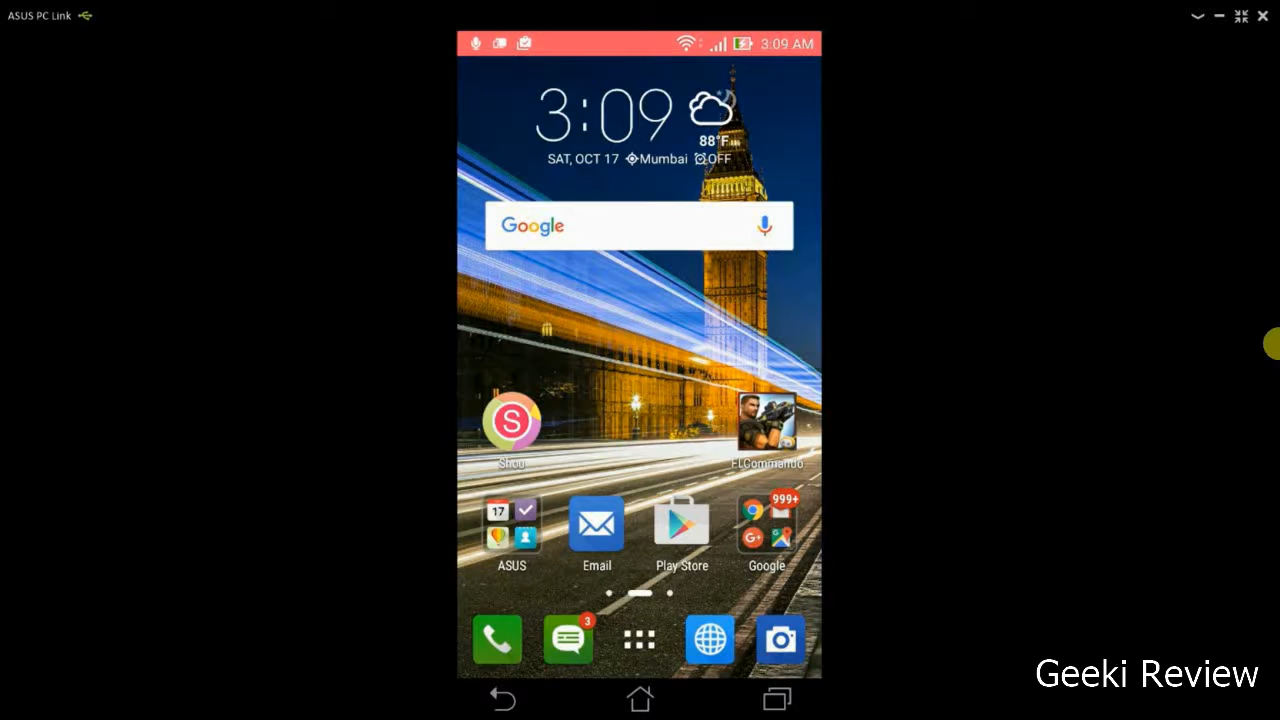 ASUS PC Link
3:09 AM
3:09
88°F
SAT, OCT 17 Mumbai OFF
Google
S
Shou
F.I.Commando
17
999+
G+
ASUS
Email
Play Store
Google
3
Geeki Review